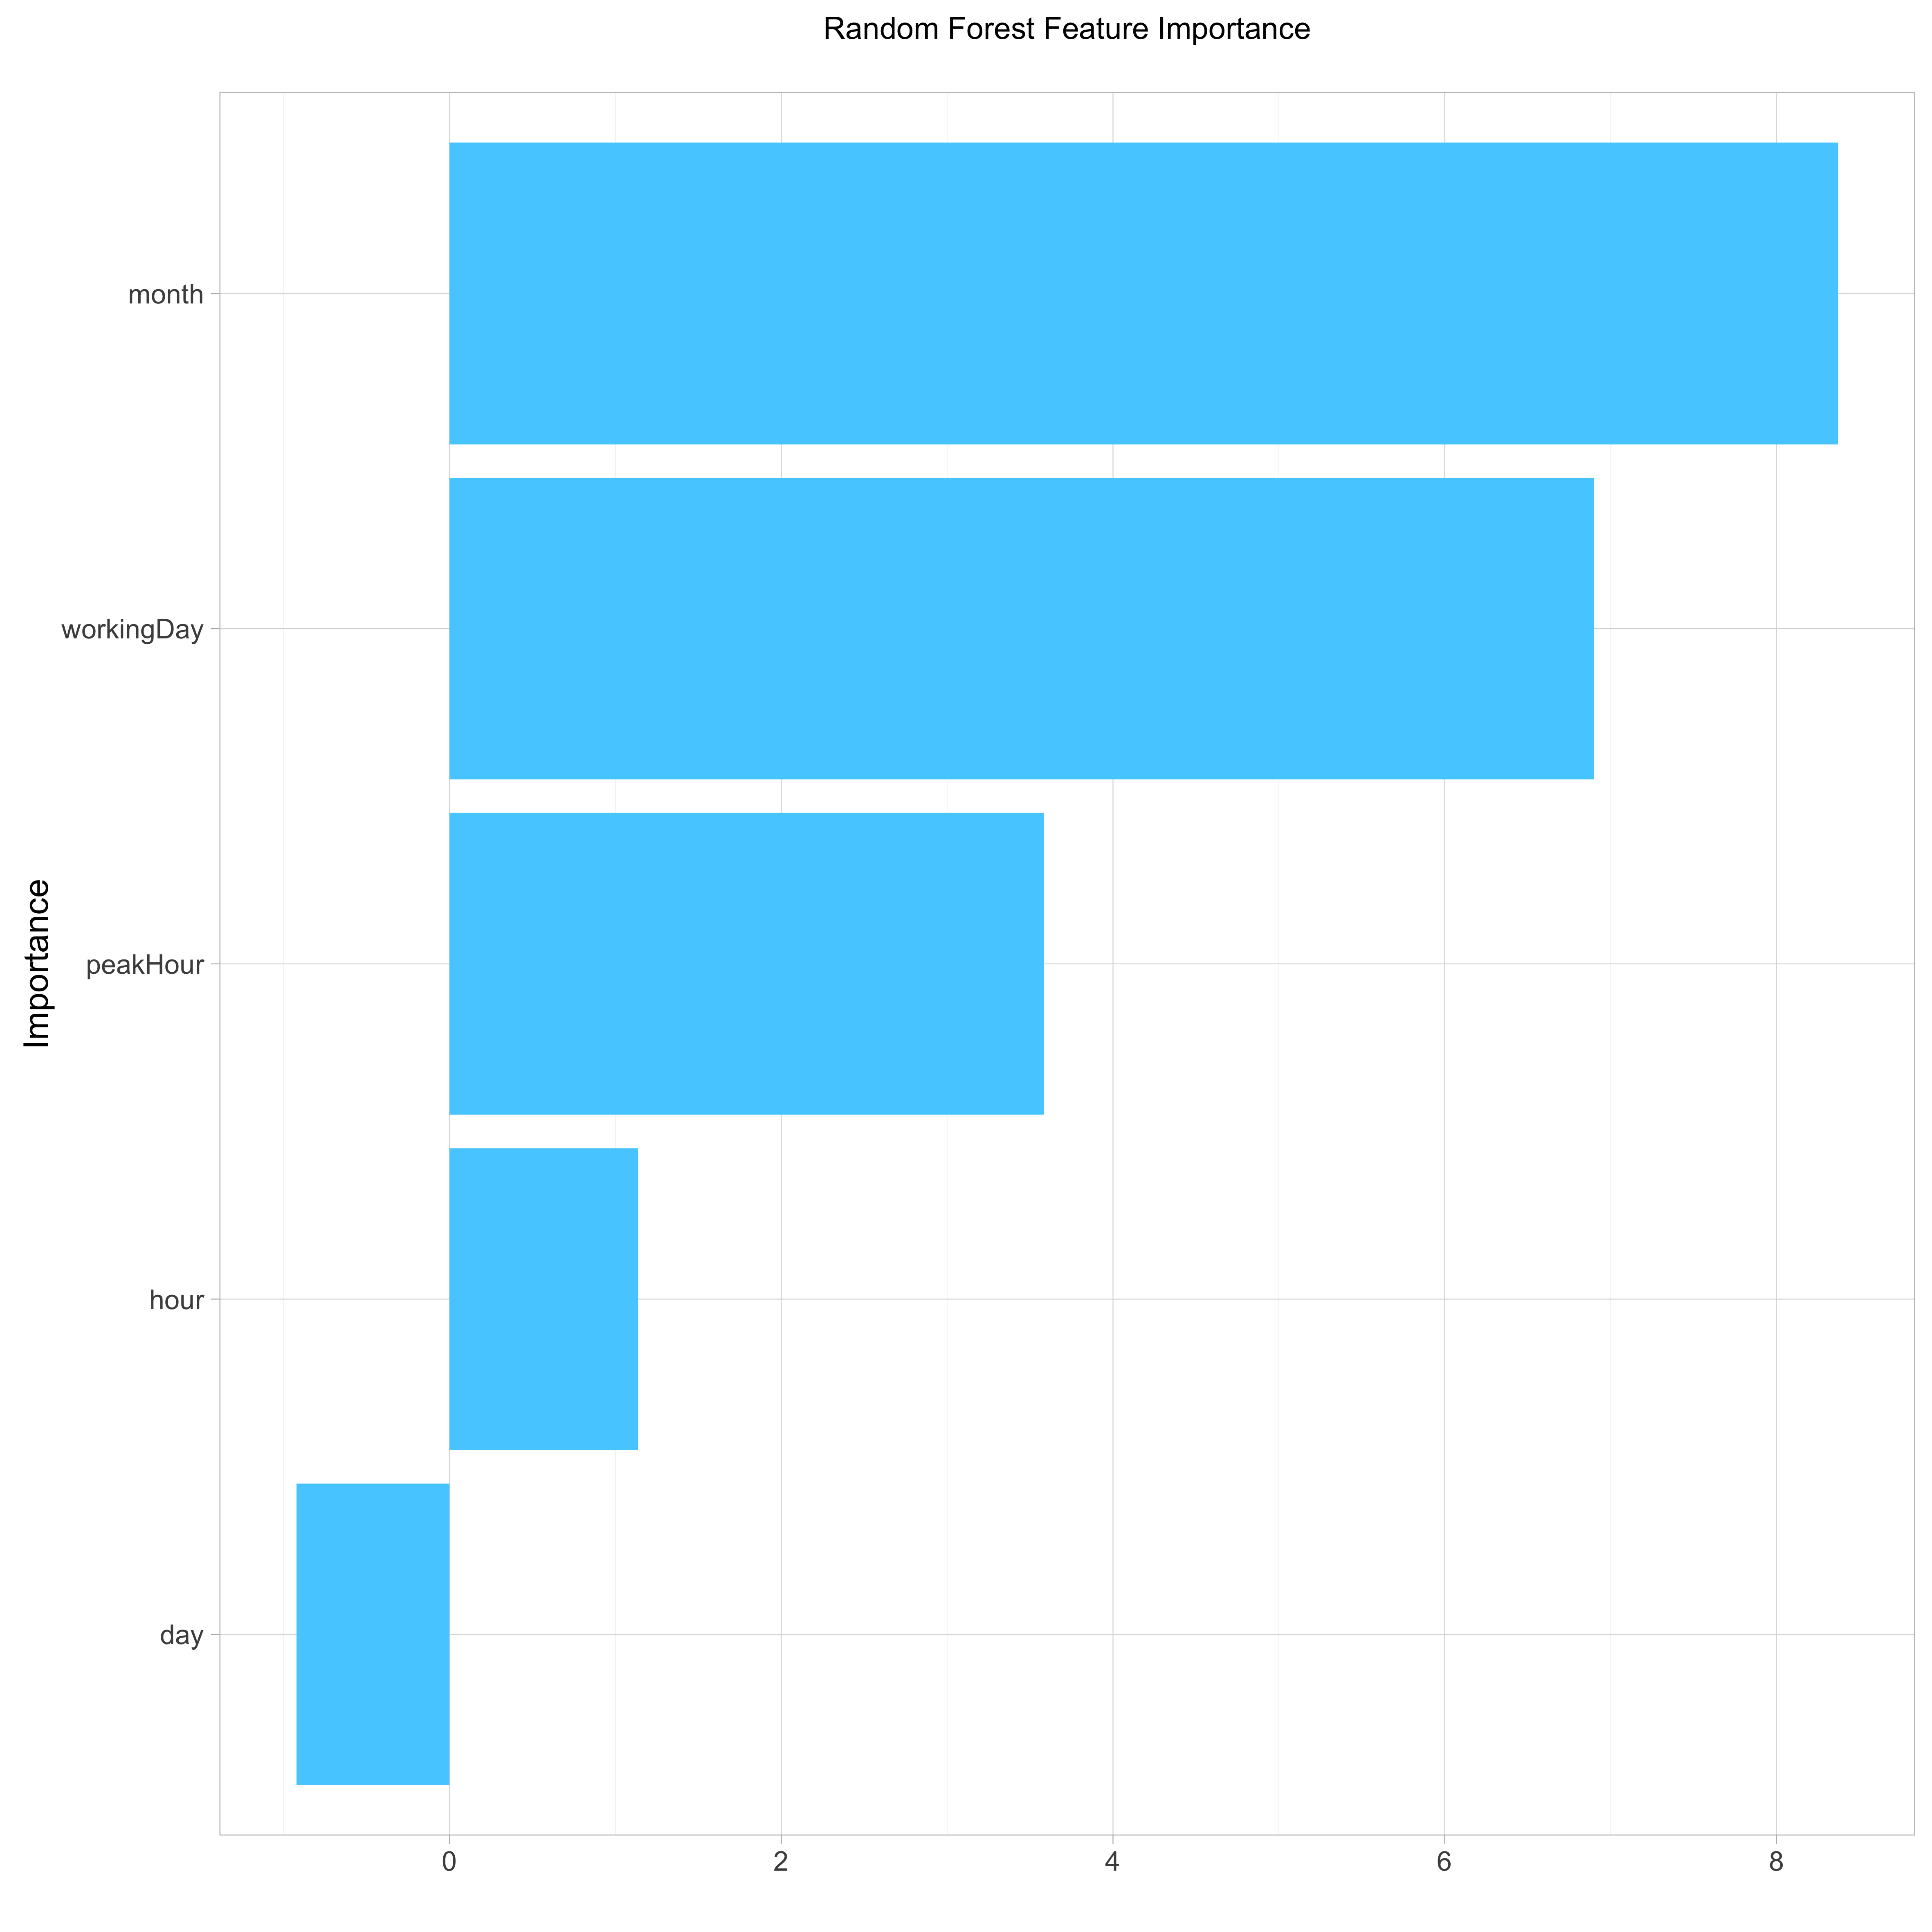 Random Forest Feature Importance
month
workingDay
peakHour
hour
day
Importance
0 2 4 6 8